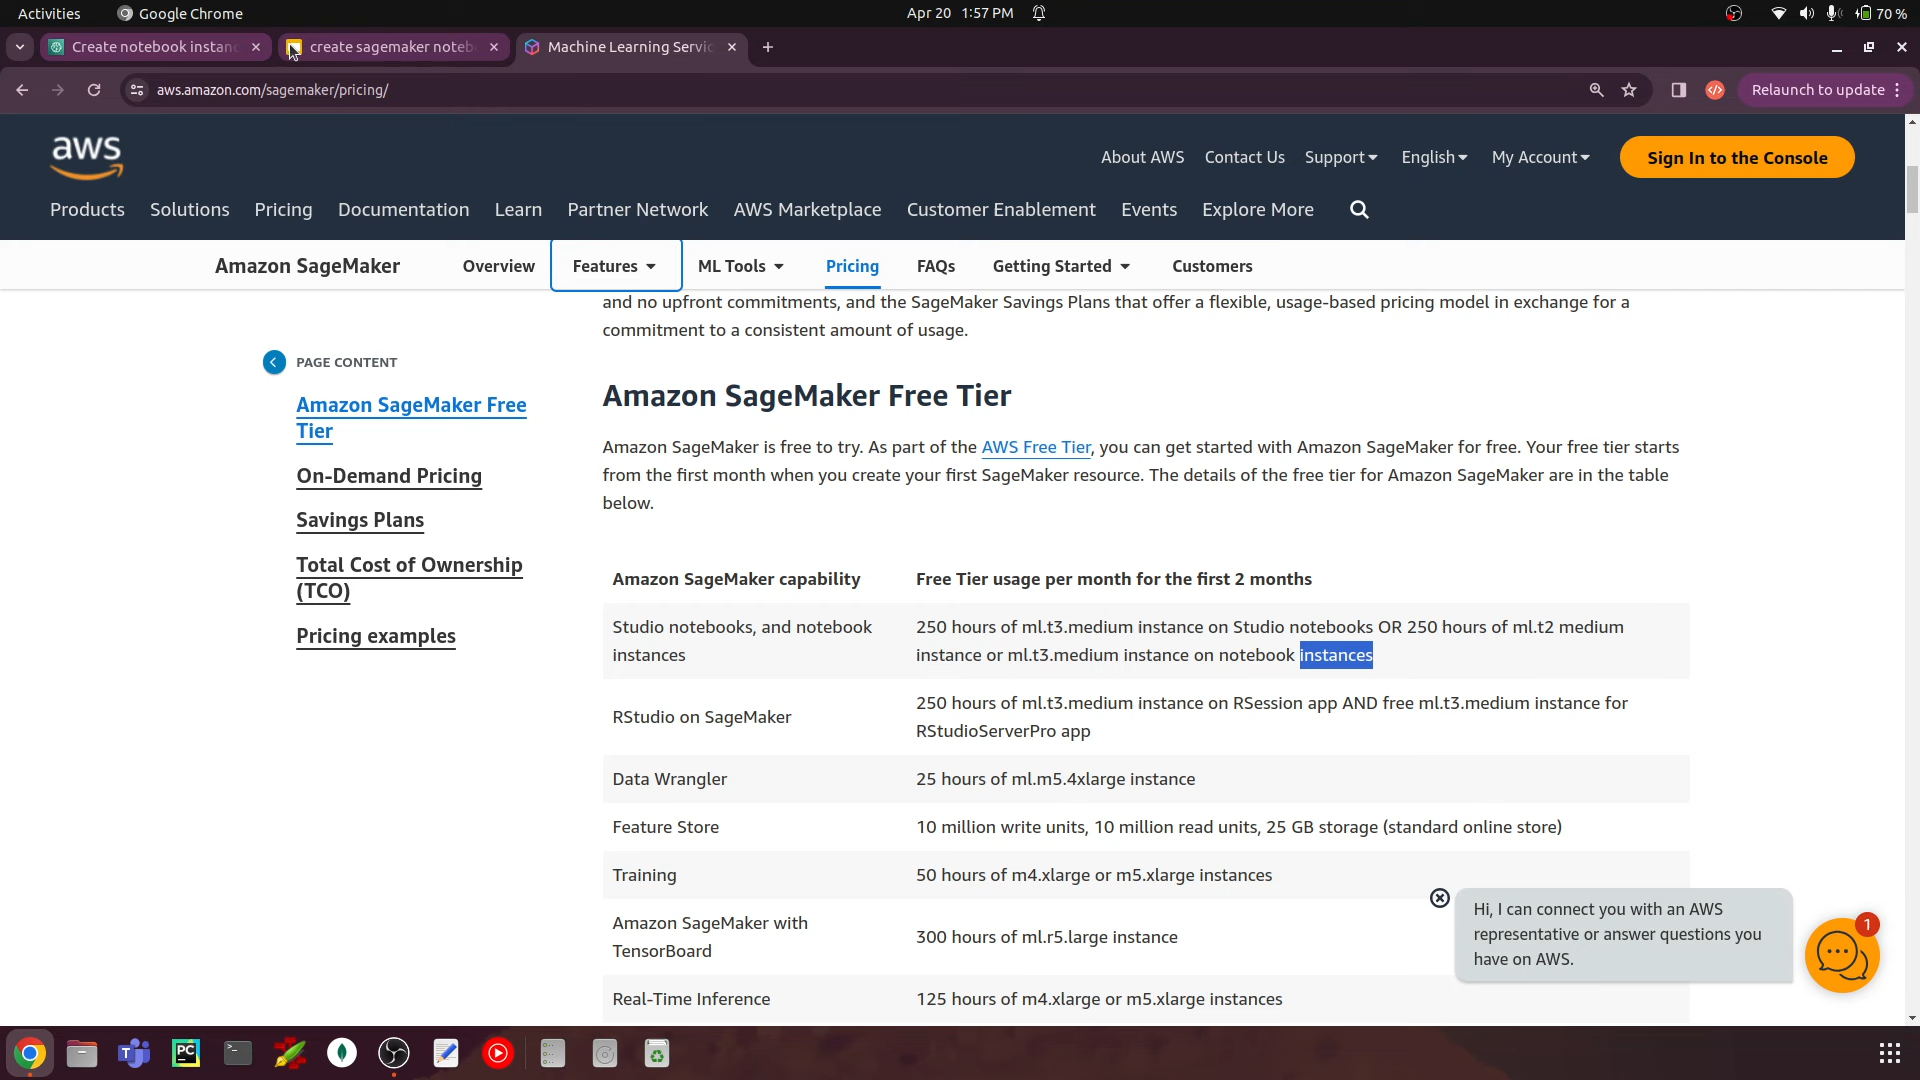 Activities
Google Chrome
Apr 20 1:57 PM
70 %
Create notebook instan
create sagemaker noteb
Machine Learning Servic
aws.amazon.com/sagemaker/pricing/
Relaunch to update
aws
About AWS
Contact Us
Support
English
My Account
Sign In to the Console
Products
Solutions
Pricing
Documentation
Learn
Partner Network
AWS Marketplace
Customer Enablement
Events
Explore More
Amazon SageMaker
Overview
Features
ML Tools
Pricing
FAQs
Getting Started
Customers
and no upfront commitments, and the SageMaker Savings Plans that offer a flexible, usage-based pricing model in exchange for a
commitment to a consistent amount of usage.
PAGE CONTENT
Amazon SageMaker Free
Tier
On-Demand Pricing
Savings Plans
Total Cost of Ownership
(TCO)
Pricing examples
Amazon SageMaker Free Tier
Amazon SageMaker is free to try. As part of the AWS Free Tier, you can get started with Amazon SageMaker for free. Your free tier starts
from the first month when you create your first SageMaker resource. The details of the free tier for Amazon SageMaker are in the table
below.
Amazon SageMaker capability
Free Tier usage per month for the first 2 months
Studio notebooks, and notebook
instances
250 hours of ml.t3.medium instance on Studio notebooks OR 250 hours of ml.t2 medium
instance or ml.t3.medium instance on notebook instances
RStudio on SageMaker
250 hours of ml.t3.medium instance on RSession app AND free ml.t3.medium instance for
RStudioServerPro app
Data Wrangler
25 hours of ml.m5.4xlarge instance
Feature Store
10 million write units, 10 million read units, 25 GB storage (standard online store)
Training
50 hours of m4.xlarge or m5.xlarge instances
Amazon SageMaker with
TensorBoard
300 hours of ml.r5.large instance
Real-Time Inference
125 hours of m4.xlarge or m5.xlarge instances
Hi, I can connect you with an AWS
representative or answer questions you
have on AWS.
1
PC